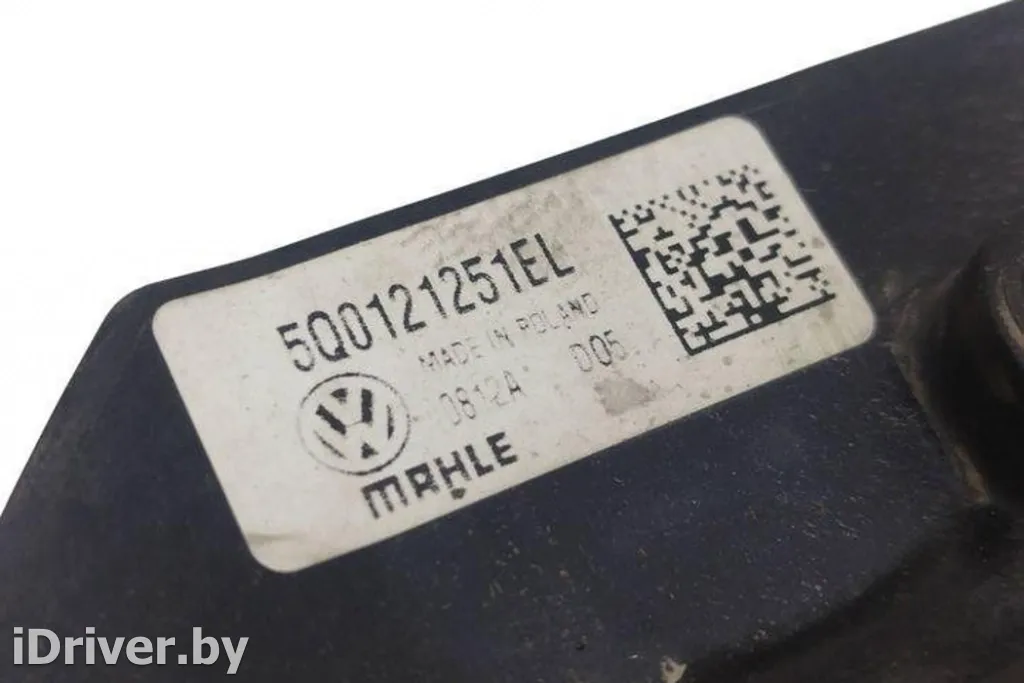 5Q0121251EL
MADE IN POLAND
0812A D05
MAHLE
iDriver.by